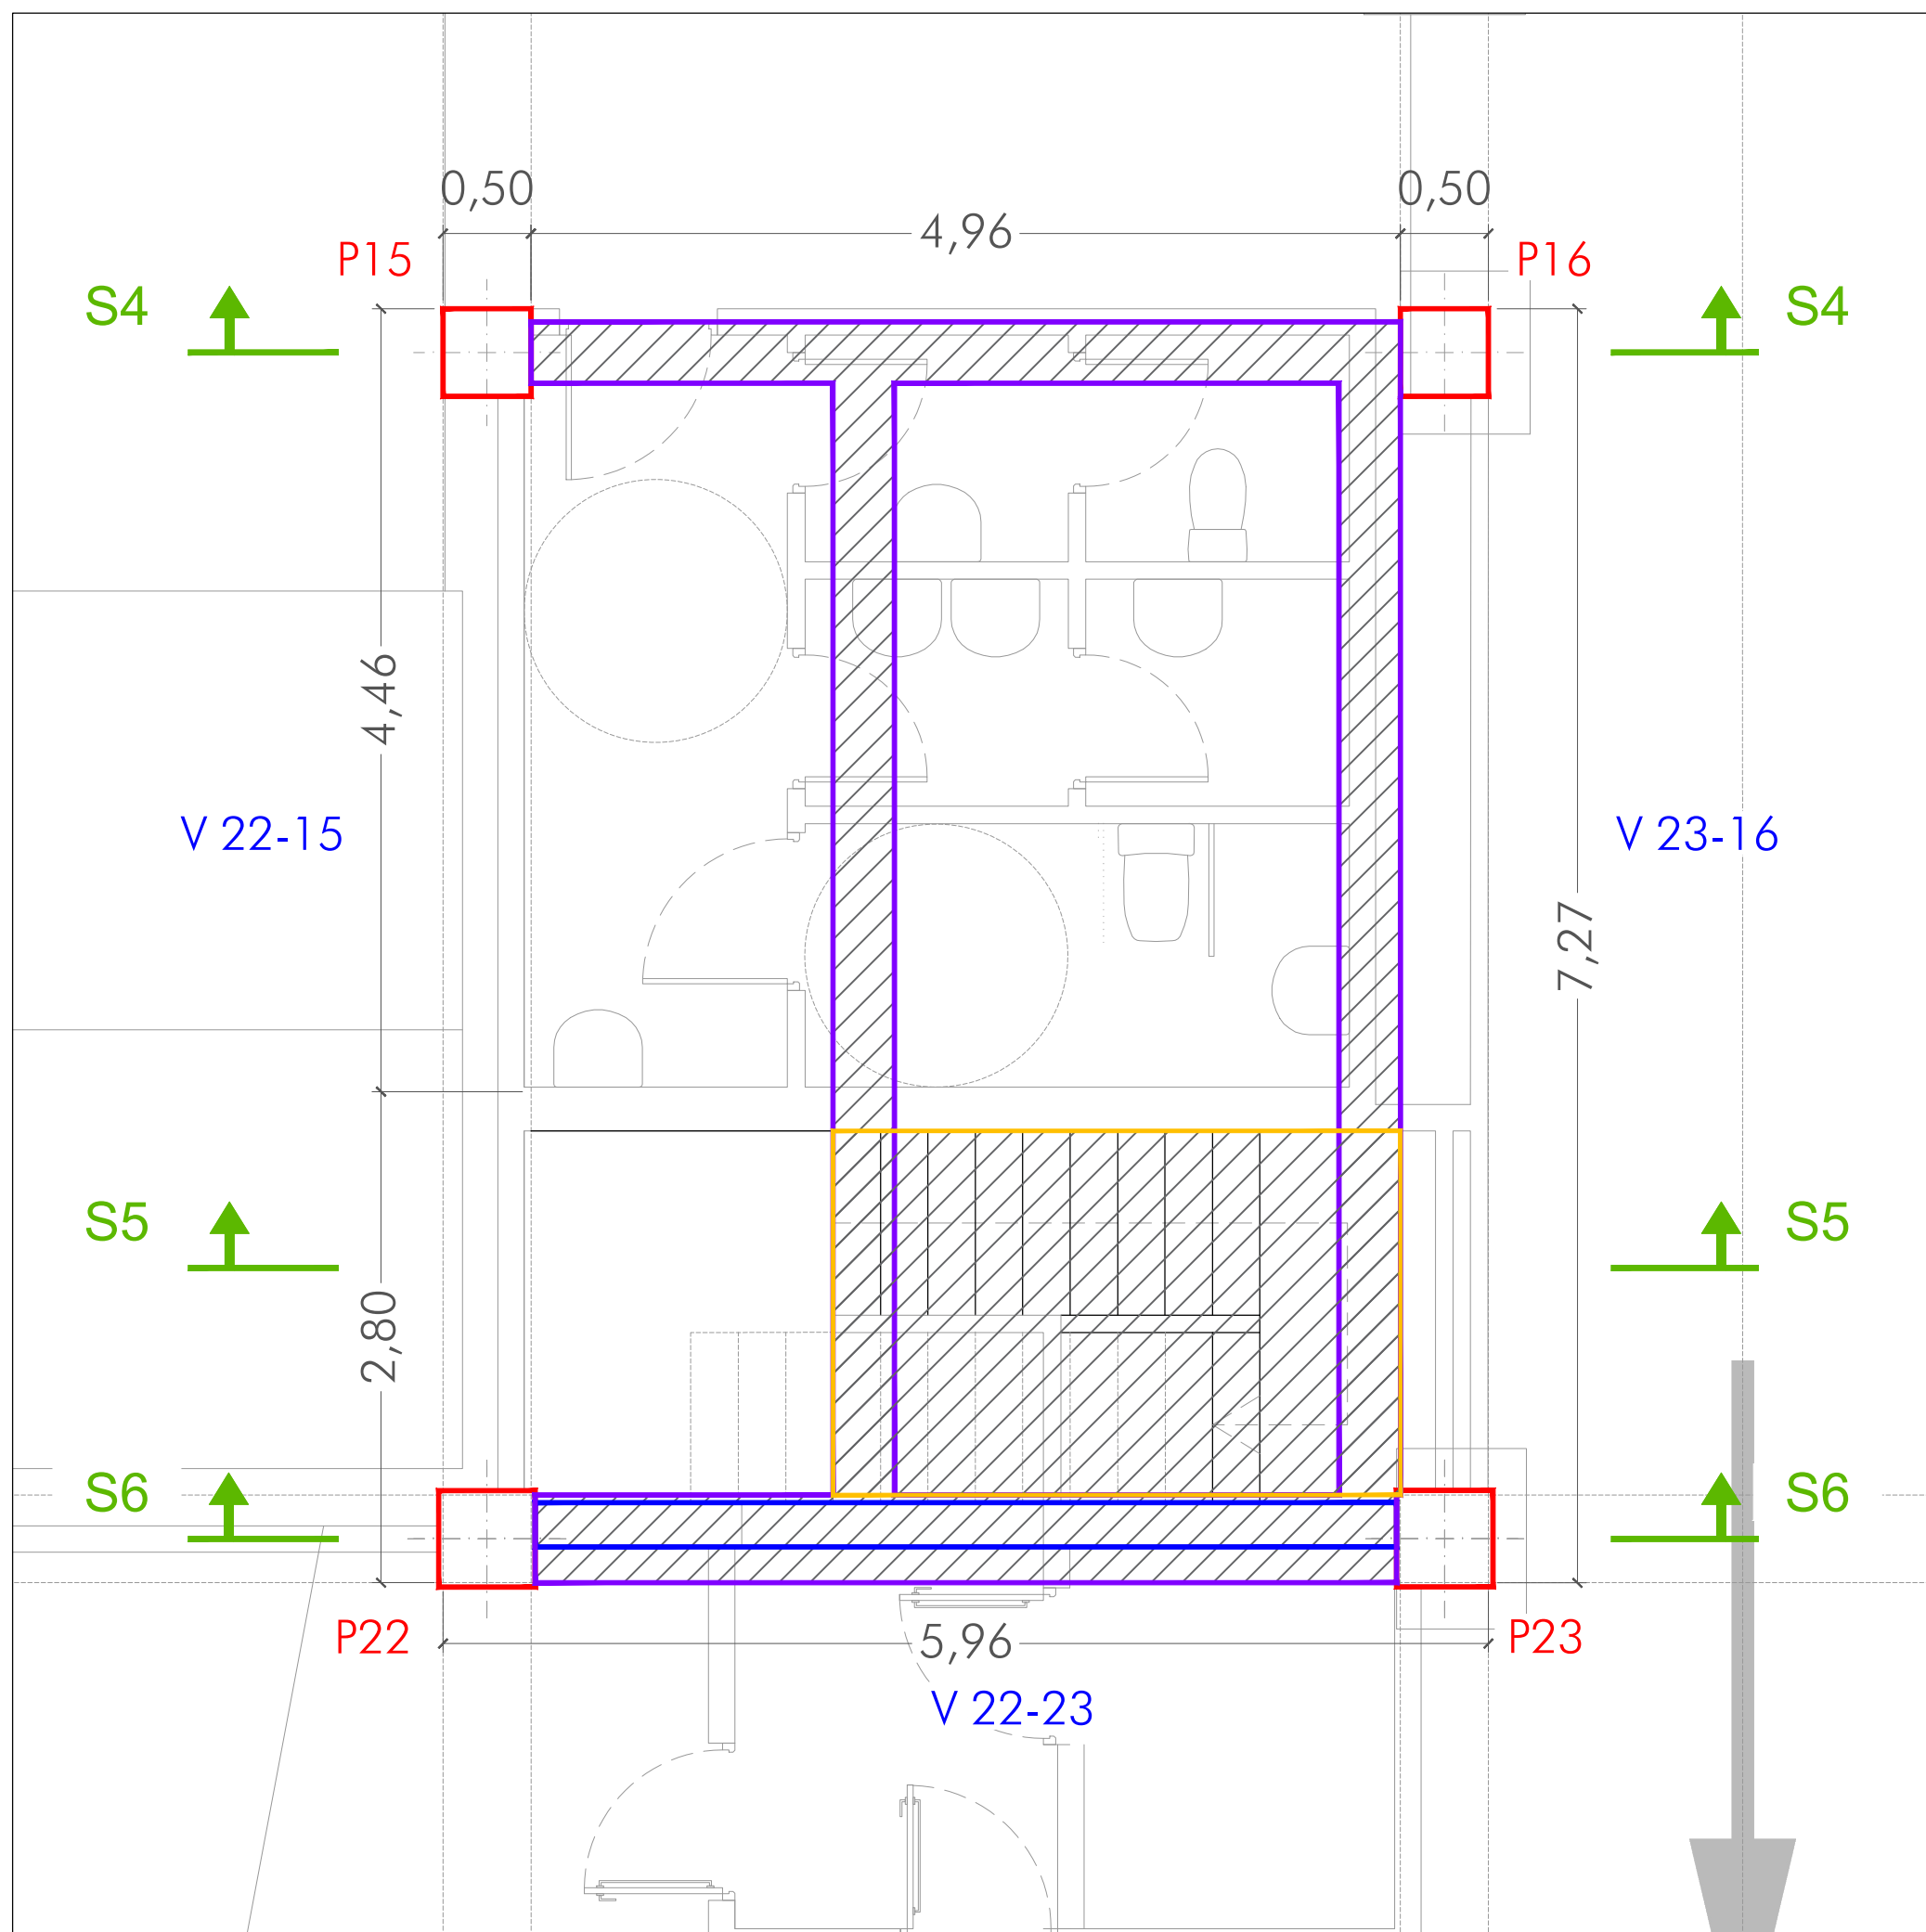 0,50
0,50
4,96
P15
P16
S4
S4
4,46
V 22-15
V 23-16
7,27
S5
S5
2,80
S6
S6
P22
5,96
P23
V 22-23